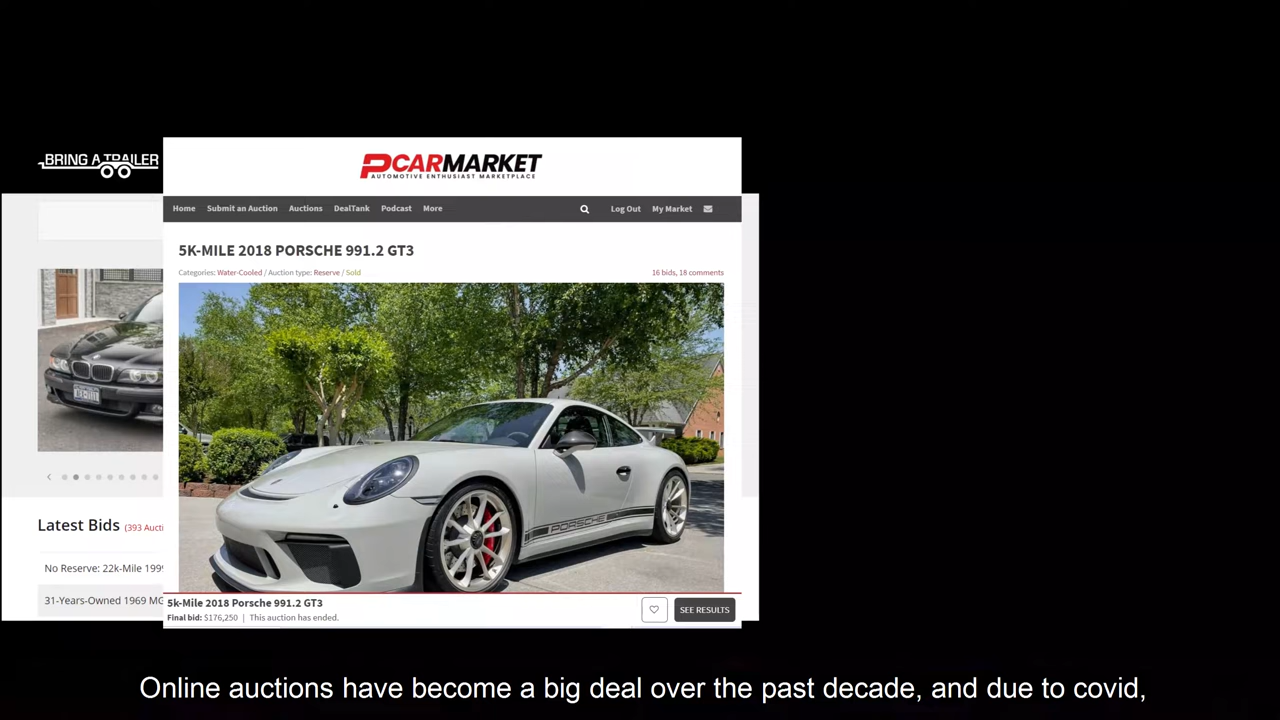 BRING A TRAILER
PCARMARKET
AUTOMOTIVE ENTHUSIAST MARKETPLACE
Home Submit an Auction Auctions DealTank Podcast More Log Out My Market
5K-MILE 2018 PORSCHE 991.2 GT3
Categories: Water-Cooled / Auction type: Reserve / Sold 16 bids, 18 comments
PORSCHE
Latest Bids (393 Aucti
No Reserve: 22k-Mile 1999
31-Years-Owned 1969 MG
5k-Mile 2018 Porsche 991.2 GT3
Final bid: $176,250 | This auction has ended.
SEE RESULTS
Online auctions have become a big deal over the past decade, and due to covid,